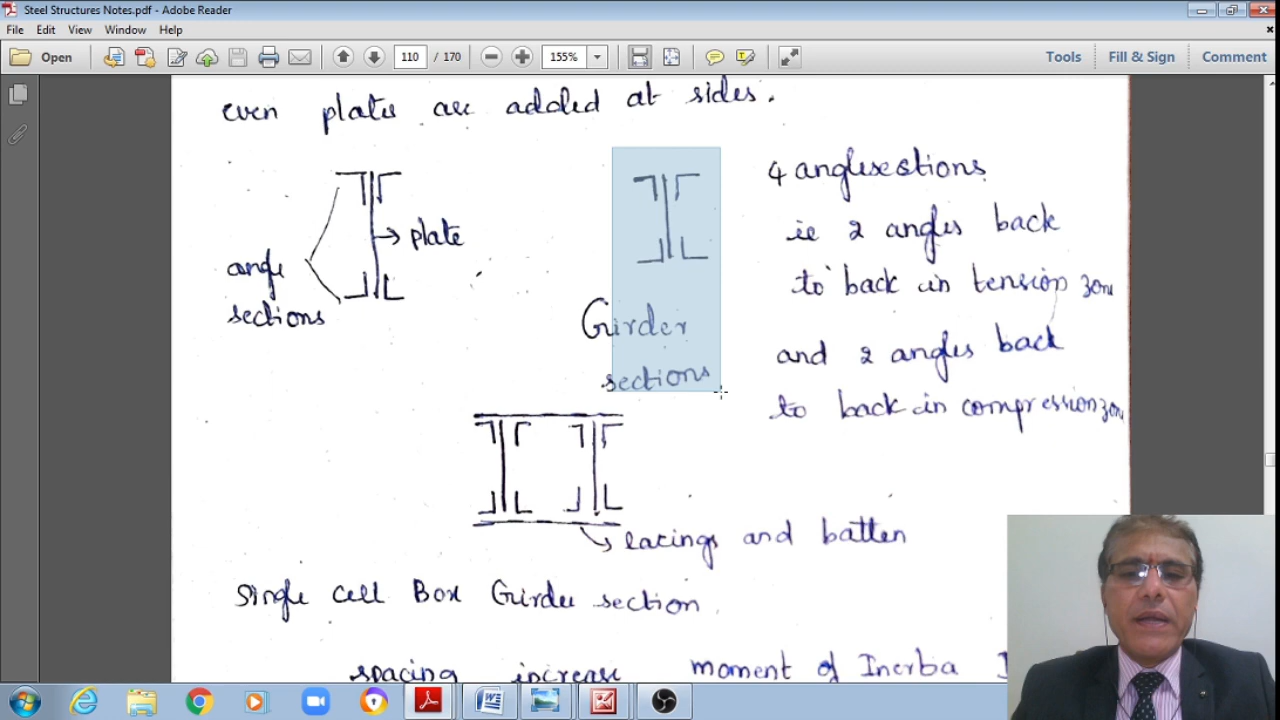 Steel Structures Notes.pdf - Adobe Reader
File Edit View Window Help
Open 110 / 170 155% Tools Fill & Sign Comment
even plates are added at sides.
4 angle sections
ie 2 angles back
to back in tension zone
and 2 angles back
to back in compression zone
plate
angle
sections
Girder
sections
lacings and batten
single cell Box Girder section.
spacing increase moment of Inertia I